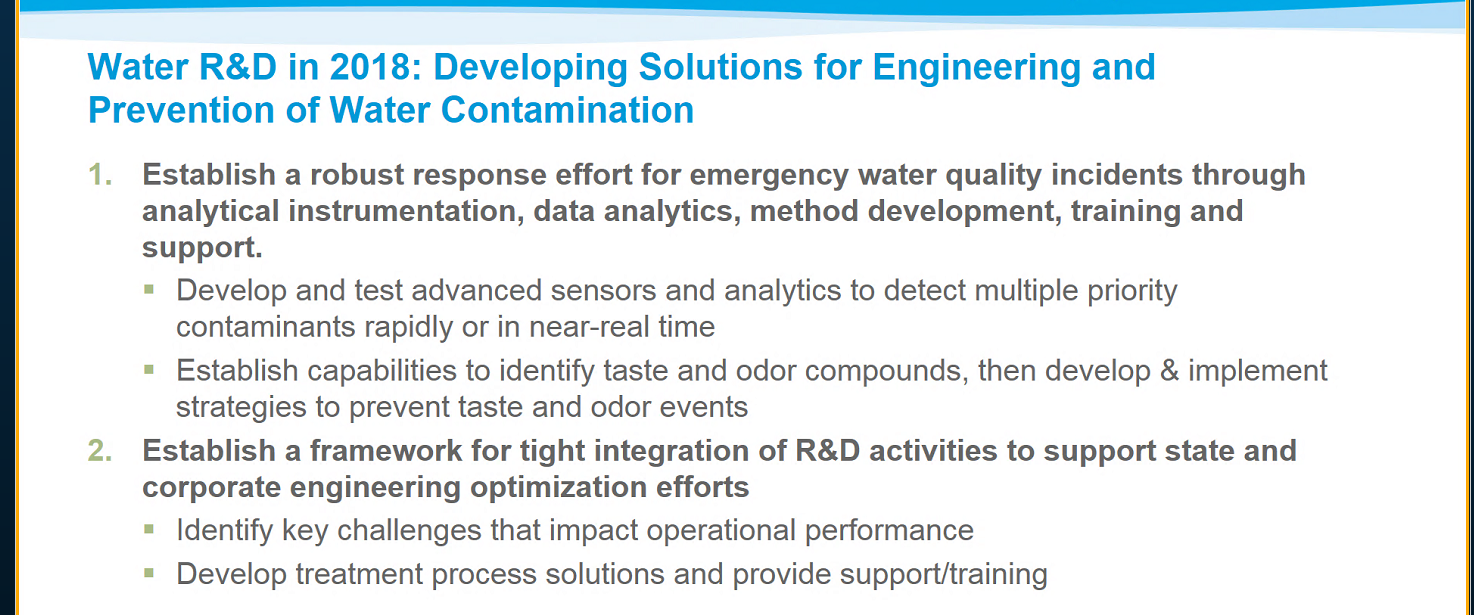 Water R&D in 2018: Developing Solutions for Engineering and
Prevention of Water Contamination
1. Establish a robust response effort for emergency water quality incidents through
analytical instrumentation, data analytics, method development, training and
support.
▪ Develop and test advanced sensors and analytics to detect multiple priority
contaminants rapidly or in near-real time
▪ Establish capabilities to identify taste and odor compounds, then develop & implement
strategies to prevent taste and odor events
2. Establish a framework for tight integration of R&D activities to support state and
corporate engineering optimization efforts
▪ Identify key challenges that impact operational performance
▪ Develop treatment process solutions and provide support/training